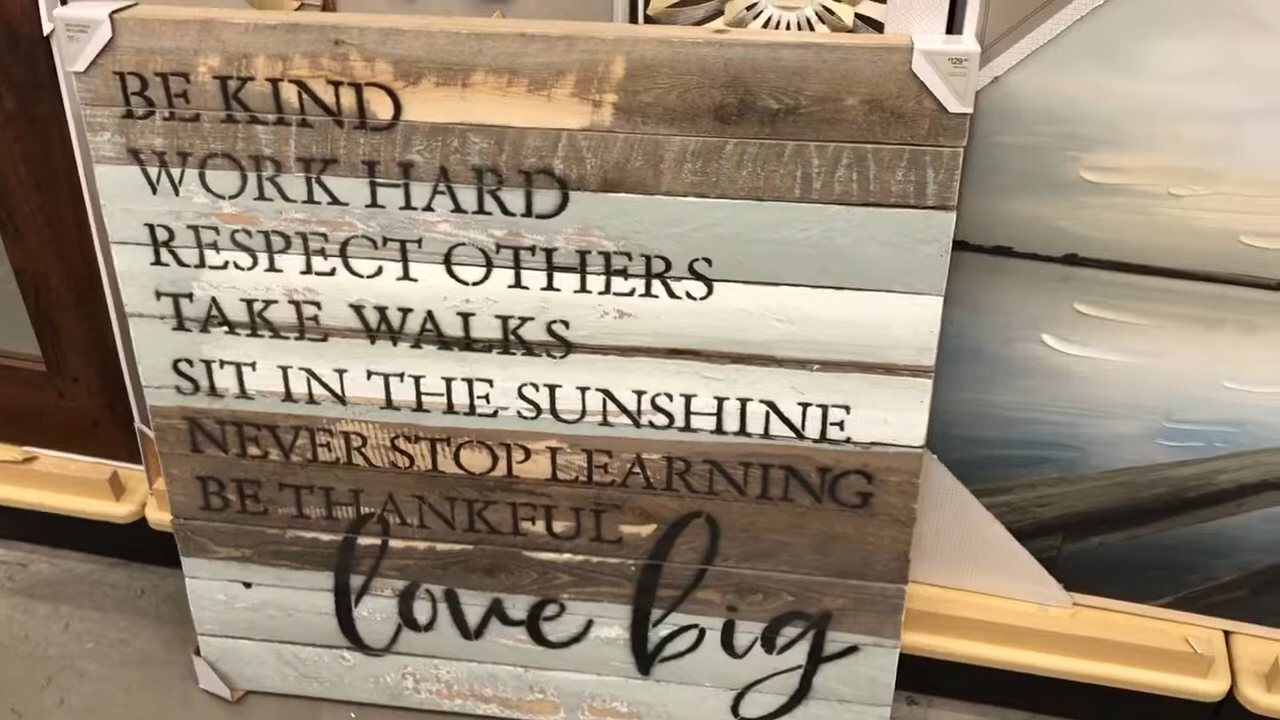 BE KIND
WORK HARD
RESPECT OTHERS
TAKE WALKS
SIT IN THE SUNSHINE
NEVER STOP LEARNING
BE THANKFUL
love big